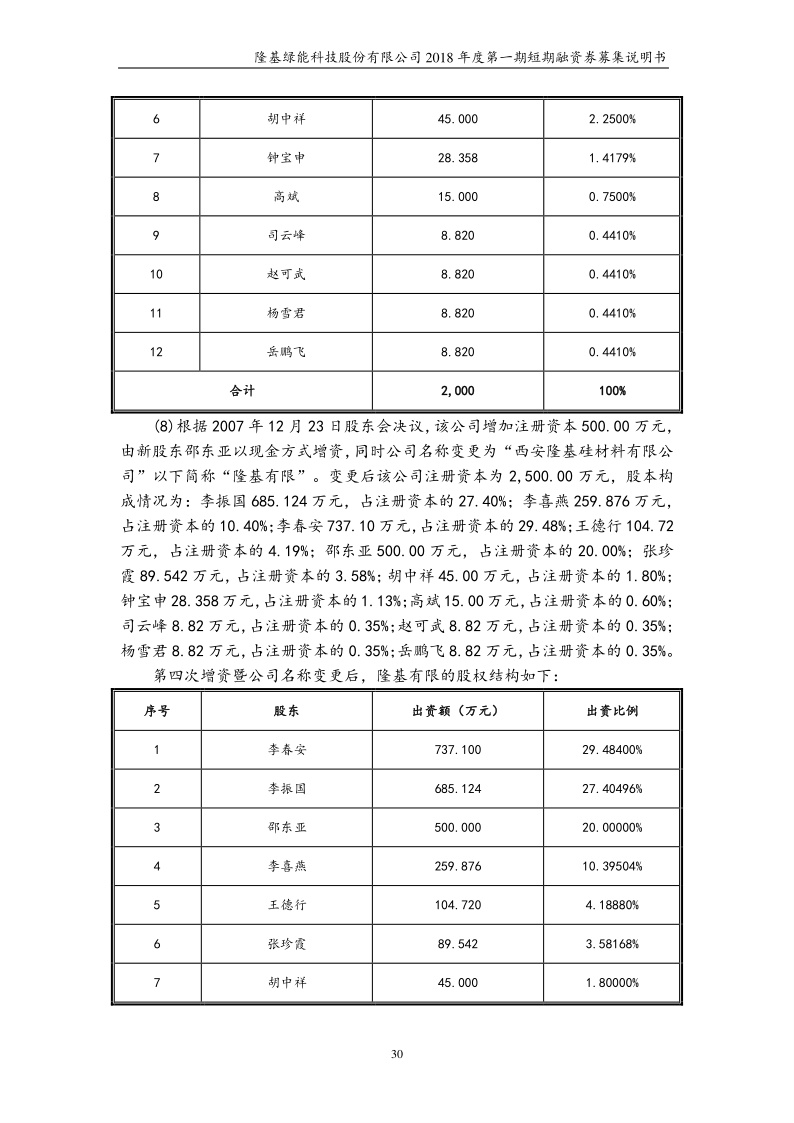 隆基绿能科技股份有限公司 2018 年度第一期短期融资券募集说明书
6 胡中祥 45.000 2.2500%
7 钟宝申 28.358 1.4179%
8 高斌 15.000 0.7500%
9 司云峰 8.820 0.4410%
10 赵可武 8.820 0.4410%
11 杨雪君 8.820 0.4410%
12 岳鹏飞 8.820 0.4410%
合计 2,000 100%
(8)根据 2007 年 12 月 23 日股东会决议,该公司增加注册资本 500.00 万元,
由新股东邵东亚以现金方式增资,同时公司名称变更为“西安隆基硅材料有限公
司”以下简称“隆基有限”。变更后该公司注册资本为 2,500.00 万元, 股本构
成情况为: 李振国 685.124 万元, 占注册资本的 27.40%; 李喜燕 259.876 万元,
占注册资本的 10.40%;李春安 737.10 万元,占注册资本的 29.48%;王德行 104.72
万元, 占注册资本的 4.19%; 邵东亚 500.00 万元, 占注册资本的 20.00%; 张珍
霞 89.542 万元, 占注册资本的 3.58%; 胡中祥 45.00 万元, 占注册资本的 1.80%;
钟宝申 28.358 万元,占注册资本的 1.13%;高斌 15.00 万元,占注册资本的 0.60%;
司云峰 8.82 万元,占注册资本的 0.35%;赵可武 8.82 万元,占注册资本的 0.35%;
杨雪君 8.82 万元,占注册资本的 0.35%;岳鹏飞 8.82 万元,占注册资本的 0.35%。
第四次增资暨公司名称变更后, 隆基有限的股权结构如下:
序号 股东 出资额（万元） 出资比例
1 李春安 737.100 29.48400%
2 李振国 685.124 27.40496%
3 邵东亚 500.000 20.00000%
4 李喜燕 259.876 10.39504%
5 王德行 104.720 4.18880%
6 张珍霞 89.542 3.58168%
7 胡中祥 45.000 1.80000%
30